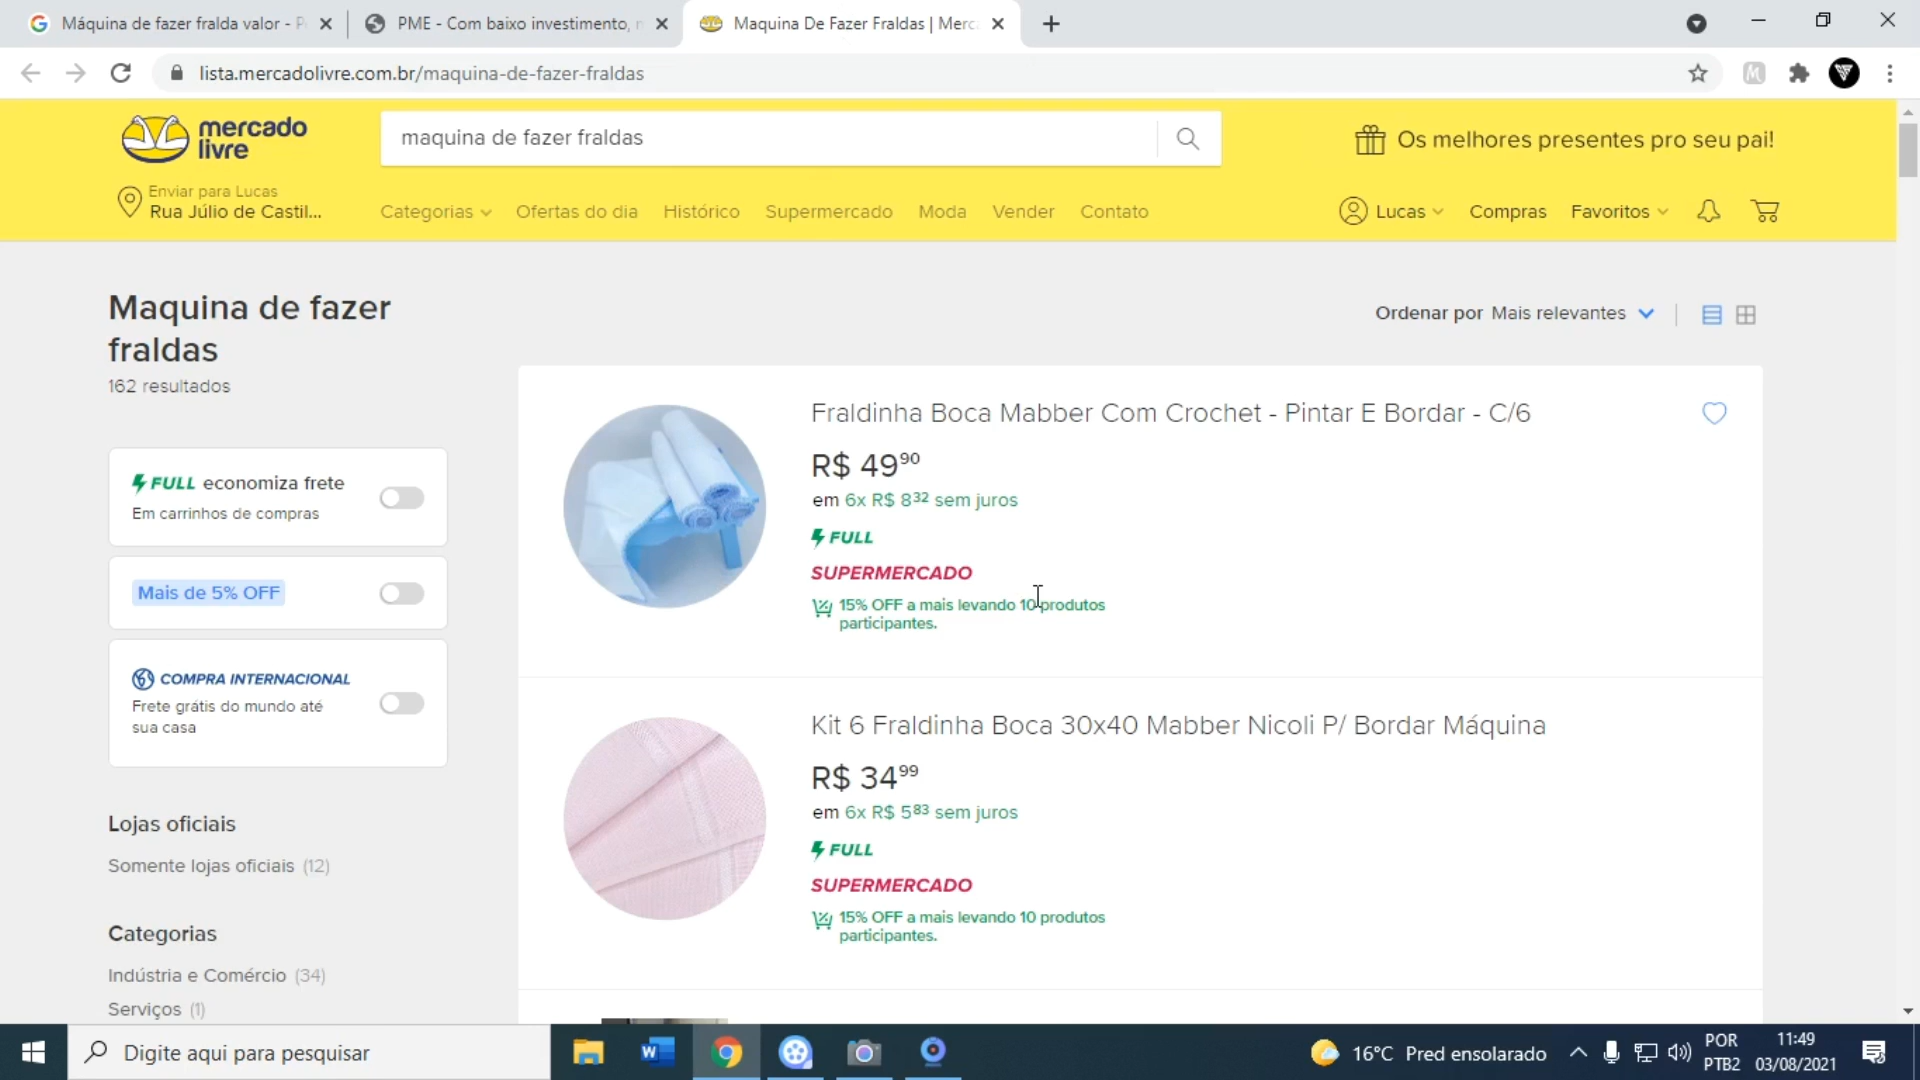 Máquina de fazer fralda valor - P
PME - Com baixo investimento, n
Maquina De Fazer Fraldas | Merc
lista.mercadolivre.com.br/maquina-de-fazer-fraldas
mercado
livre
maquina de fazer fraldas
Os melhores presentes pro seu pai!
Enviar para Lucas
Rua Júlio de Castil...
Categorias
Ofertas do dia
Histórico
Supermercado
Moda
Vender
Contato
Lucas
Compras
Favoritos
Maquina de fazer
fraldas
162 resultados
Ordenar por Mais relevantes
FULL economiza frete
Em carrinhos de compras
Mais de 5% OFF
COMPRA INTERNACIONAL
Frete grátis do mundo até
sua casa
Lojas oficiais
Somente lojas oficiais (12)
Categorias
Indústria e Comércio (34)
Serviços (1)
Fraldinha Boca Mabber Com Crochet - Pintar E Bordar - C/6
R$ 49⁹⁰
em 6x R$ 8³² sem juros
FULL
SUPERMERCADO
15% OFF a mais levando 10 produtos
participantes.
Kit 6 Fraldinha Boca 30x40 Mabber Nicoli P/ Bordar Máquina
R$ 34⁹⁹
em 6x R$ 5⁸³ sem juros
FULL
SUPERMERCADO
15% OFF a mais levando 10 produtos
participantes.
Digite aqui para pesquisar
16°C Pred ensolarado
POR
PTB2
11:49
03/08/2021